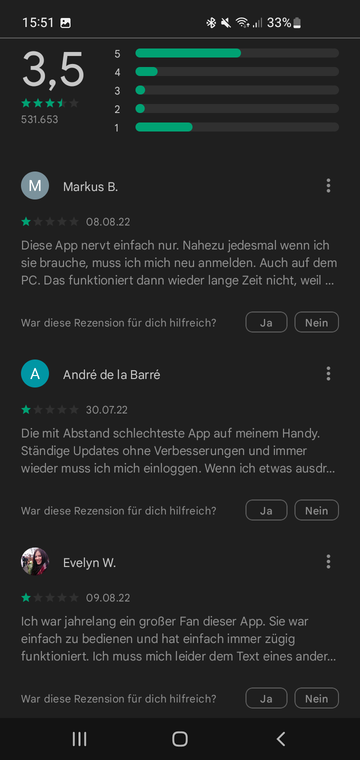 15:51 33%
3,5
531.653
5
4
3
2
1
M Markus B.
08.08.22
Diese App nervt einfach nur. Nahezu jedesmal wenn ich
sie brauche, muss ich mich neu anmelden. Auch auf dem
PC. Das funktioniert dann wieder lange Zeit nicht, weil ...
War diese Rezension für dich hilfreich? Ja Nein
A André de la Barré
30.07.22
Die mit Abstand schlechteste App auf meinem Handy.
Ständige Updates ohne Verbesserungen und immer
wieder muss ich mich einloggen. Wenn ich etwas ausdr...
War diese Rezension für dich hilfreich? Ja Nein
Evelyn W.
09.08.22
Ich war jahrelang ein großer Fan dieser App. Sie war
einfach zu bedienen und hat einfach immer zügig
funktioniert. Ich muss mich leider dem Text eines ander...
War diese Rezension für dich hilfreich? Ja Nein